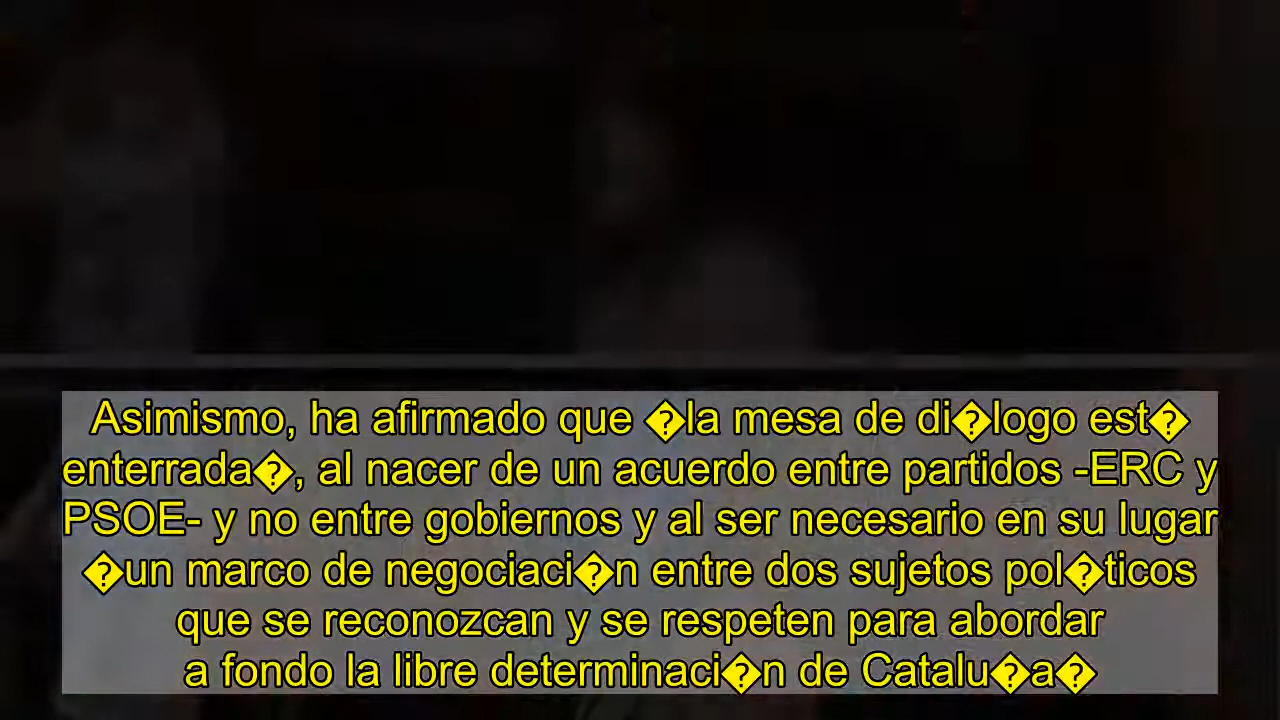 Asimismo, ha afirmado que �la mesa de di�logo est�
enterrada�, al nacer de un acuerdo entre partidos -ERC y
PSOE- y no entre gobiernos y al ser necesario en su lugar
�un marco de negociaci�n entre dos sujetos pol�ticos
que se reconozcan y se respeten para abordar
a fondo la libre determinaci�n de Catalu�a�